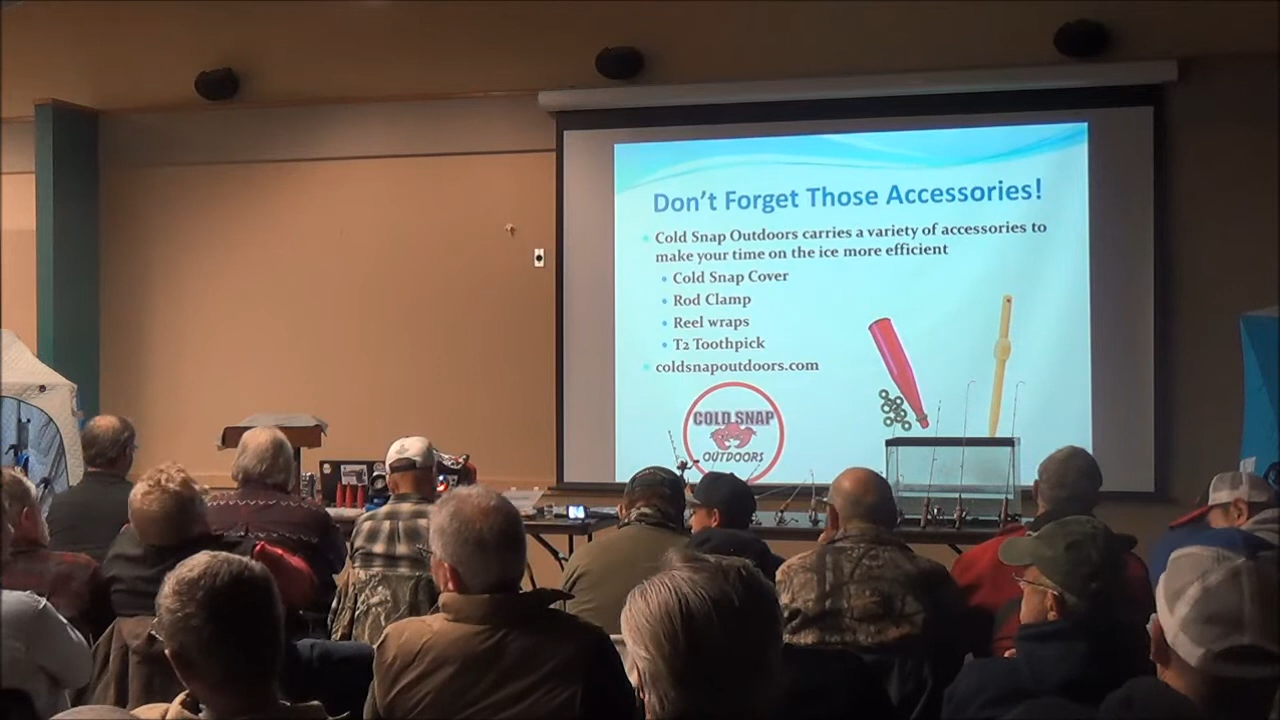 Don't Forget Those Accessories!
Cold Snap Outdoors carries a variety of accessories to
make your time on the ice more efficient
Cold Snap Cover
Rod Clamp
Reel wraps
T2 Toothpick
coldsnapoutdoors.com
COLD SNAP
OUTDOORS